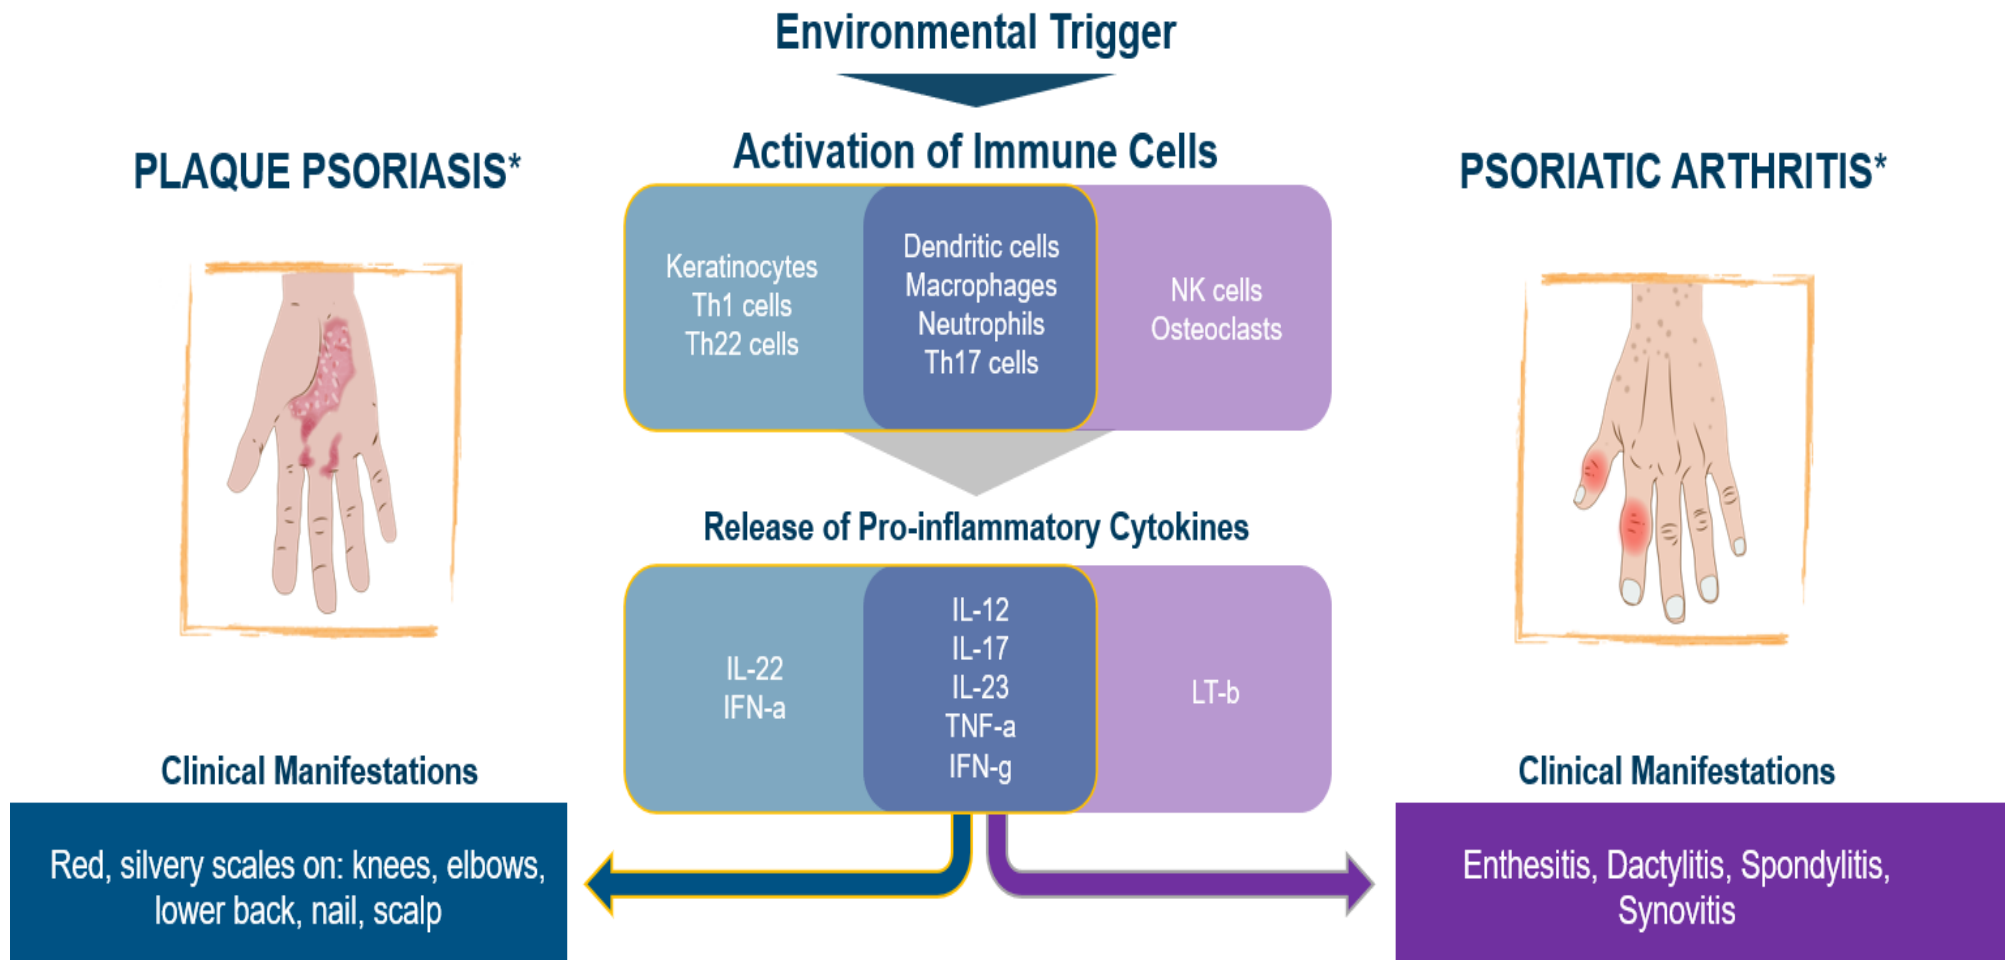 Environmental Trigger
Activation of Immune Cells
PLAQUE PSORIASIS*
PSORIATIC ARTHRITIS*
Keratinocytes
Th1 cells
Th22 cells
Dendritic cells
Macrophages
Neutrophils
Th17 cells
NK cells
Osteoclasts
Release of Pro-inflammatory Cytokines
IL-22
IFN-a
IL-12
IL-17
IL-23
TNF-a
IFN-g
LT-b
Clinical Manifestations
Red, silvery scales on: knees, elbows,
lower back, nail, scalp
Clinical Manifestations
Enthesitis, Dactylitis, Spondylitis,
Synovitis